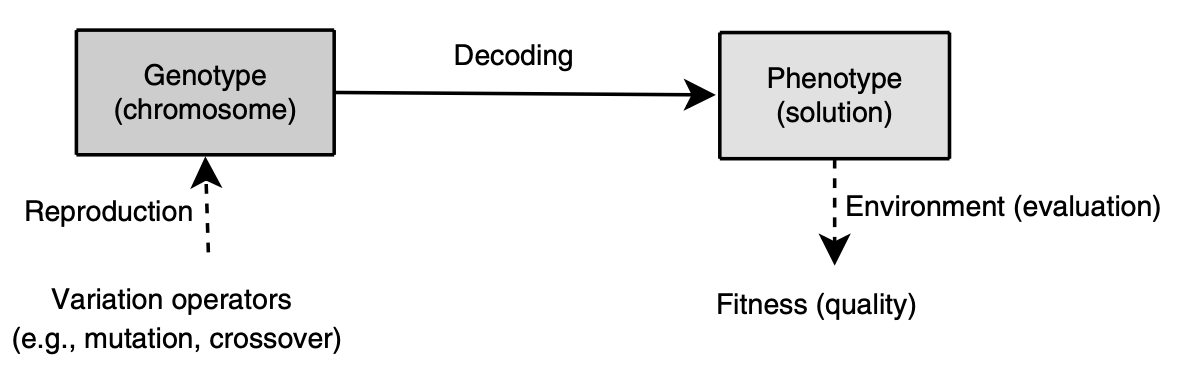 Genotype
(chromosome)
Decoding
Phenotype
(solution)
Reproduction
Environment (evaluation)
Variation operators
(e.g., mutation, crossover)
Fitness (quality)